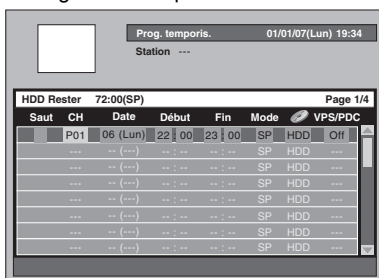 Prog. temporis. 01/01/07(Lun) 19:34
Station ---
HDD Rester 72:00(SP) Page 1/4
Saut CH Date Début Fin Mode VPS/PDC
P01 06 (Lun) 22 : 00 23 : 00 SP HDD Off
--- -- (---) -- : -- -- : -- SP HDD ---
--- -- (---) -- : -- -- : -- SP HDD ---
--- -- (---) -- : -- -- : -- SP HDD ---
--- -- (---) -- : -- -- : -- SP HDD ---
--- -- (---) -- : -- -- : -- SP HDD ---
--- -- (---) -- : -- -- : -- SP HDD ---
--- -- (---) -- : -- -- : -- SP HDD ---